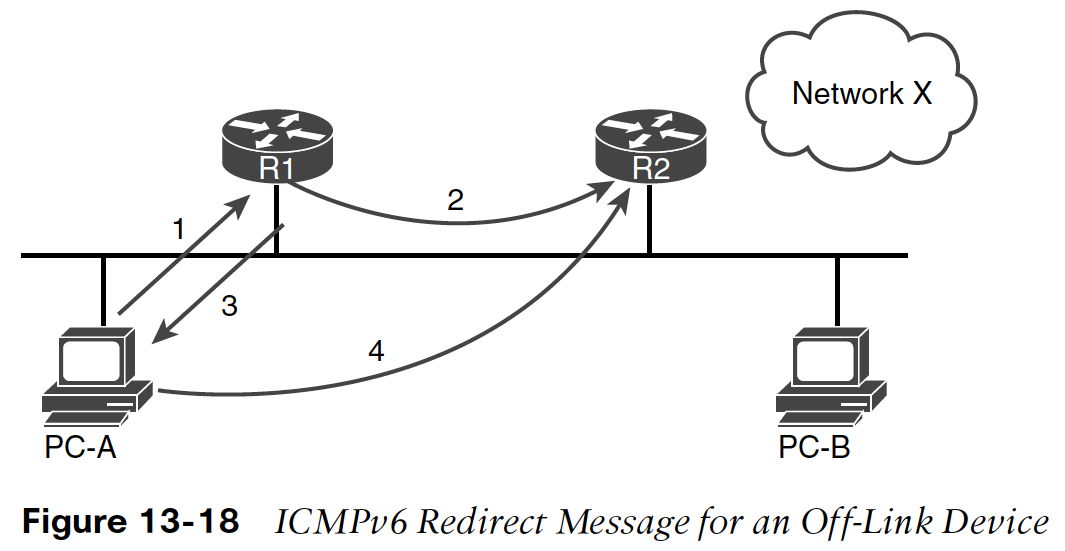 Network X
R1
R2
2
1
3
4
PC-A
PC-B
Figure 13-18 ICMPv6 Redirect Message for an Off-Link Device